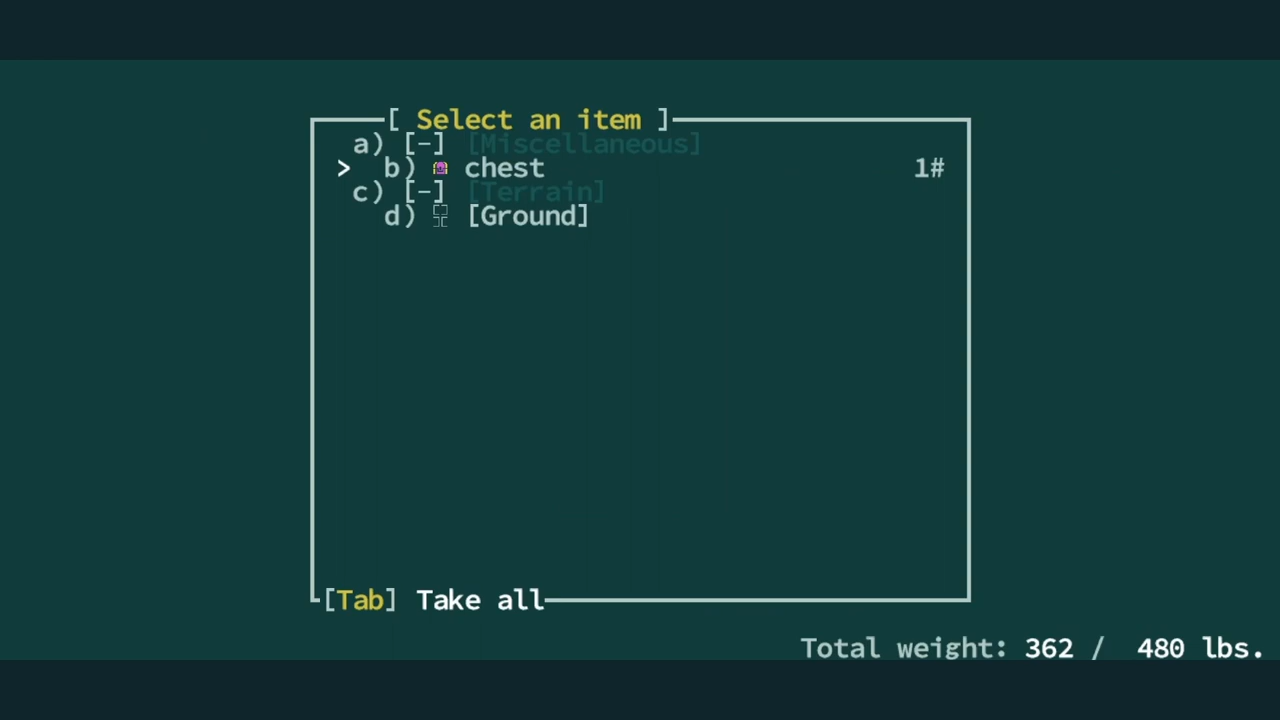 [ Select an item ]
a) [-] [Miscellaneous]
> b) chest 1#
c) [-] [Terrain]
d) [Ground]
[Tab] Take all
Total weight: 362 / 480 lbs.